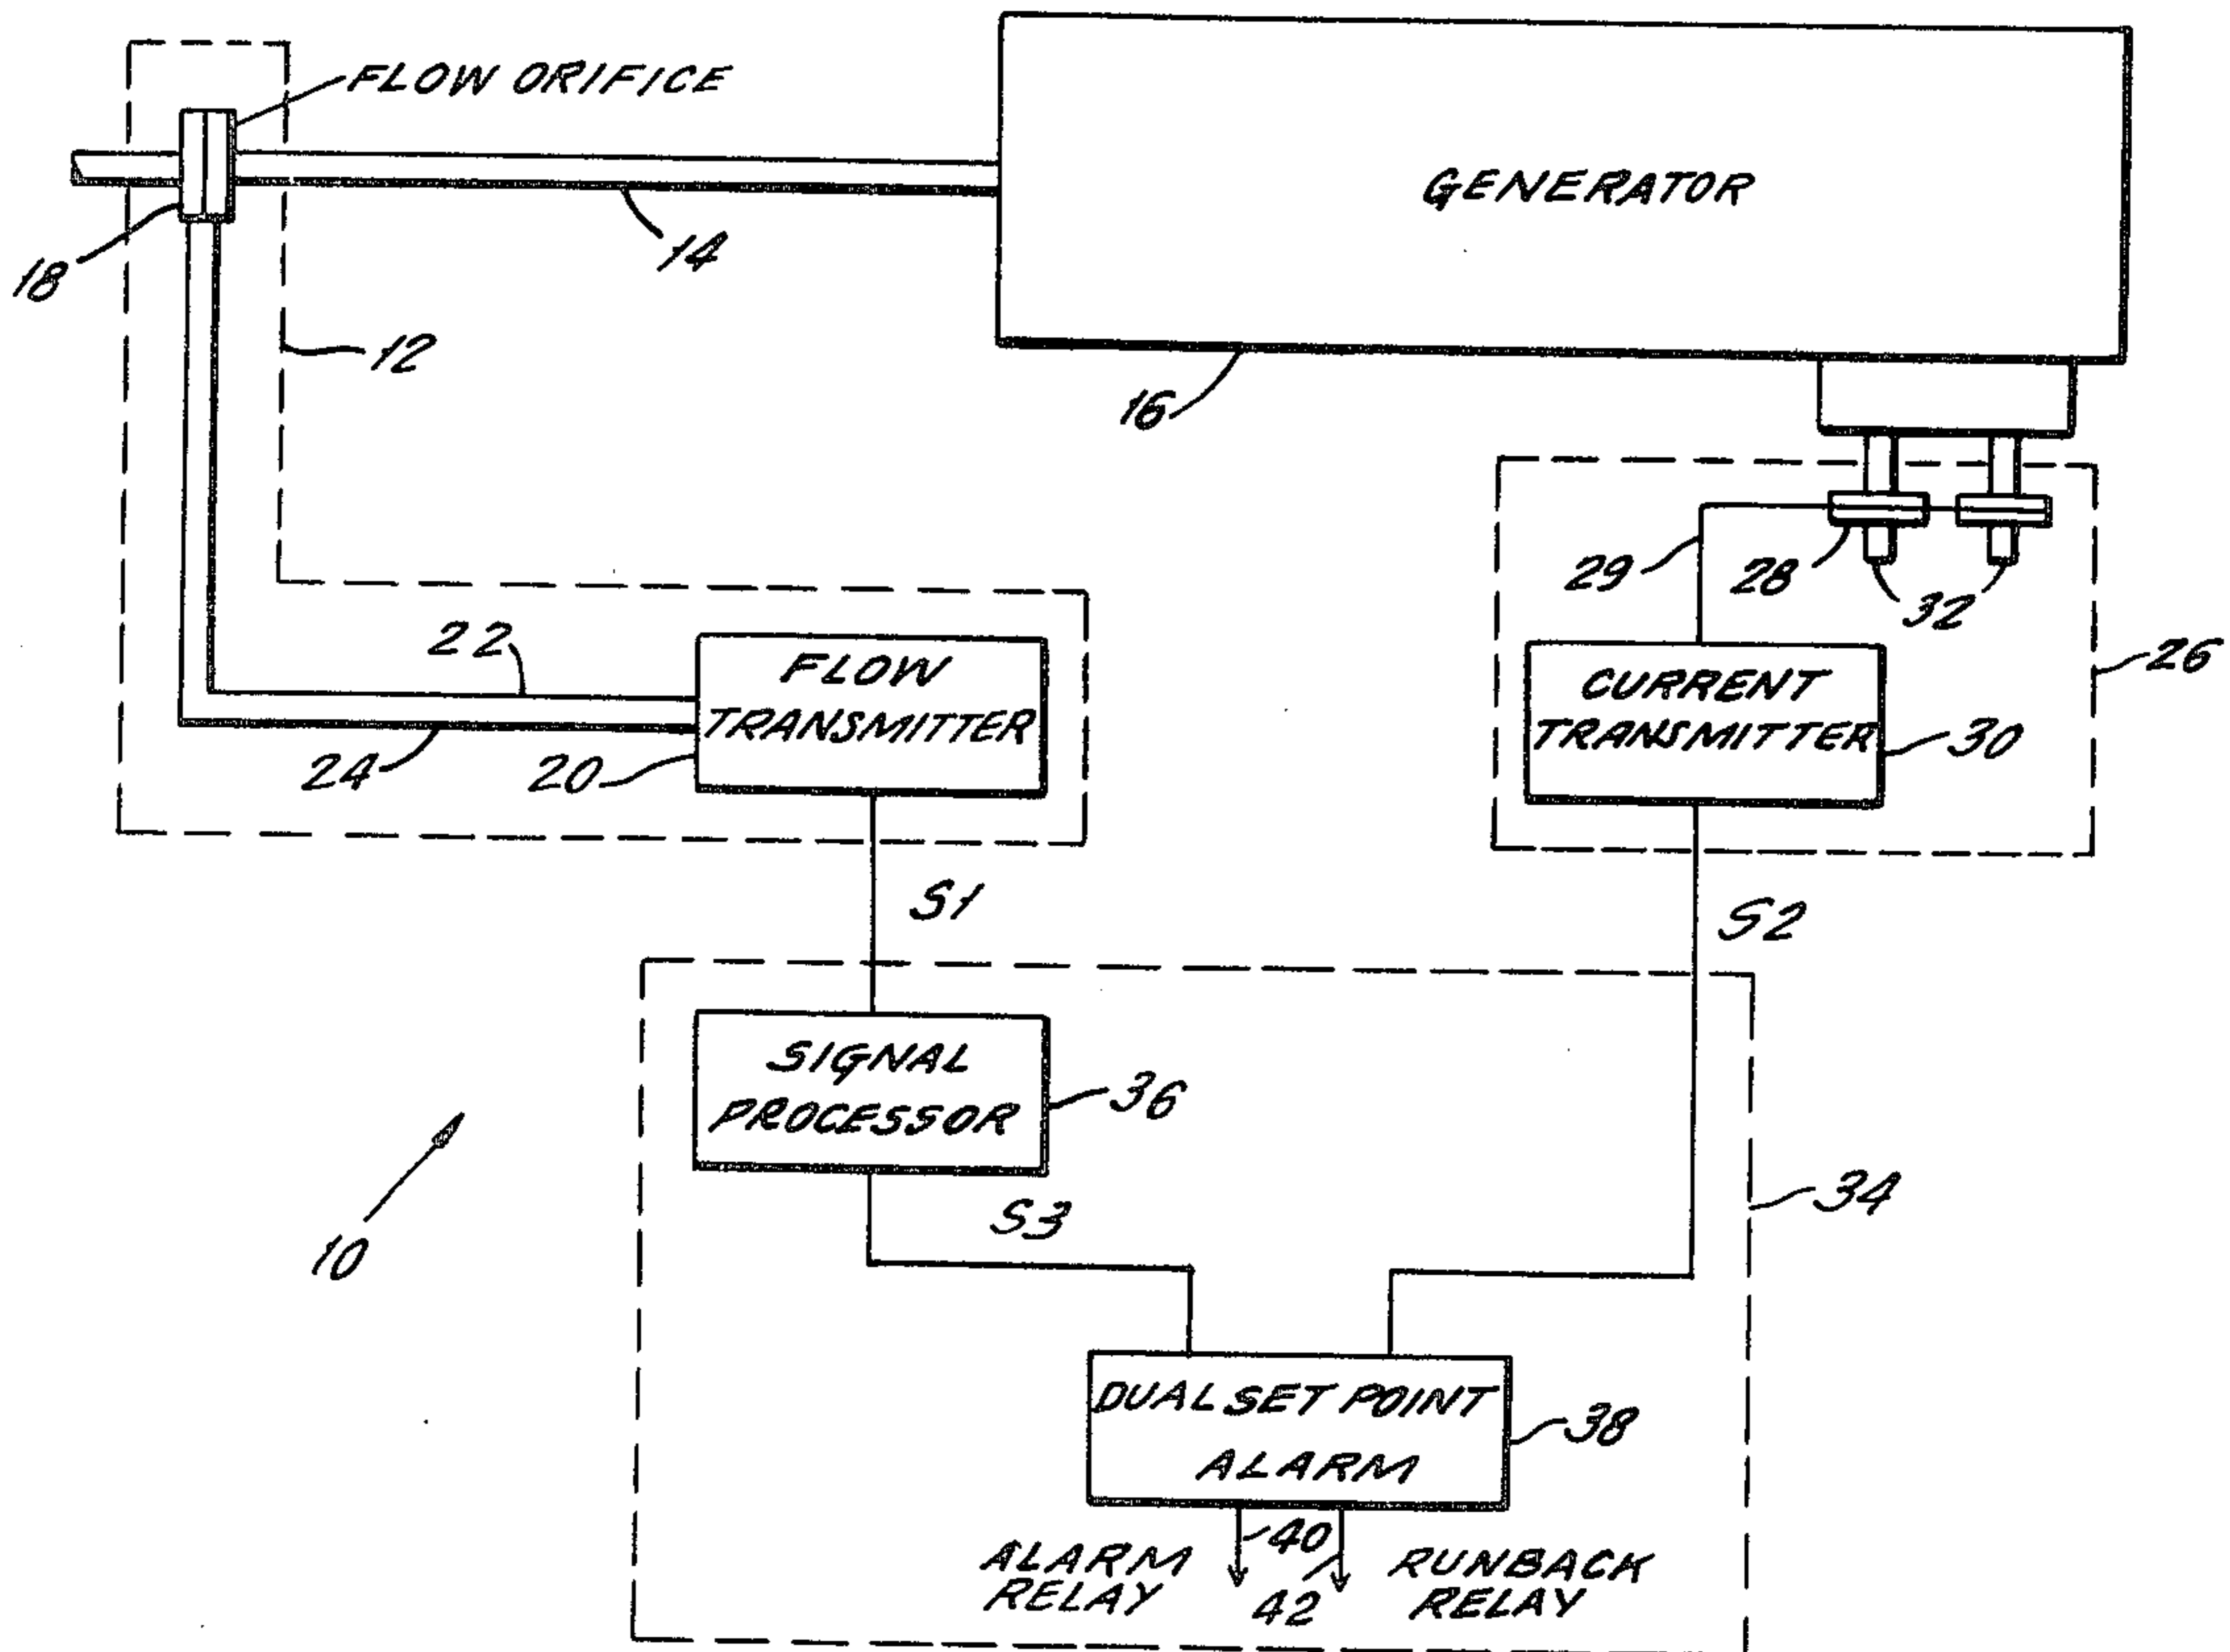 FLOW ORIFICE
GENERATOR
14
18
12
16
29
28
32
22
FLOW
TRANSMITTER
24
20
CURRENT
TRANSMITTER
30
26
S1
S2
SIGNAL
PROCESSOR
36
S3
34
10
DUAL SET POINT
ALARM
38
40
ALARM
RELAY
42
RUNBACK
RELAY